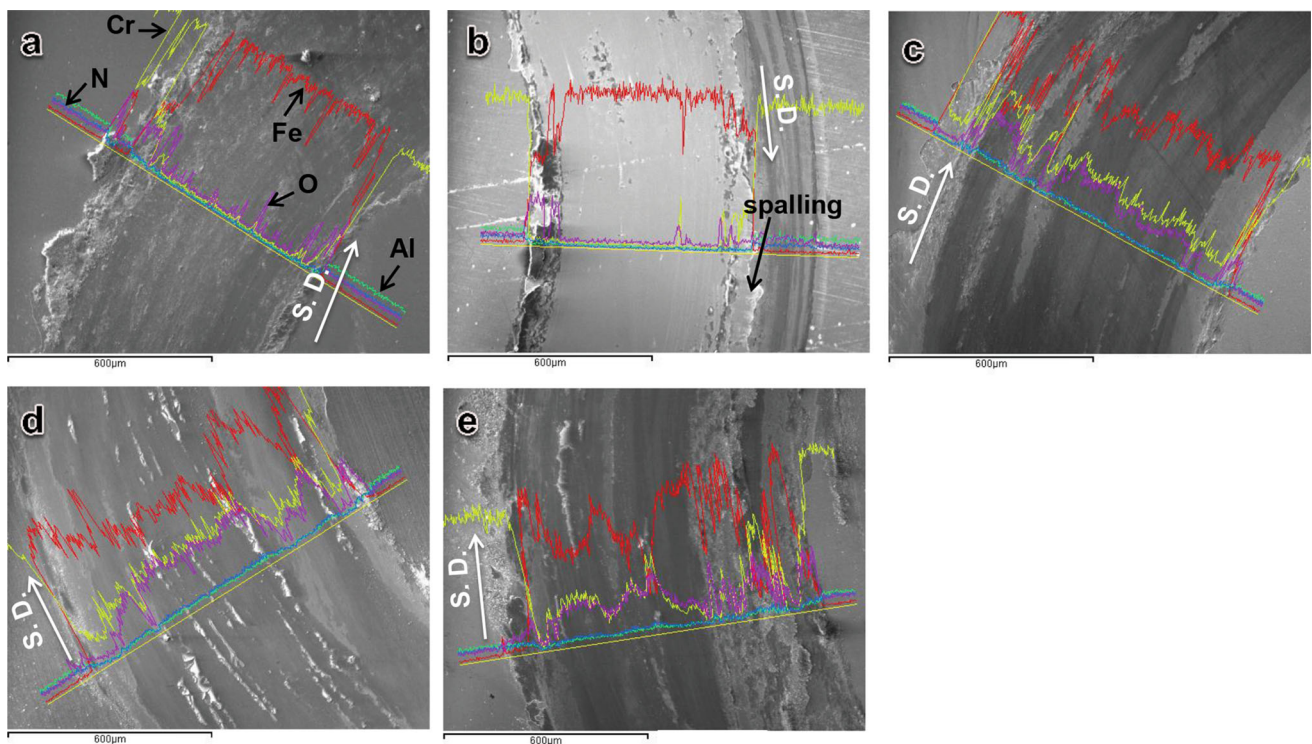 a
Cr
N
Fe
O
Al
S. D.
600µm
b
S. D.
spalling
600µm
c
S. D.
600µm
d
S. D.
600µm
e
S. D.
600µm